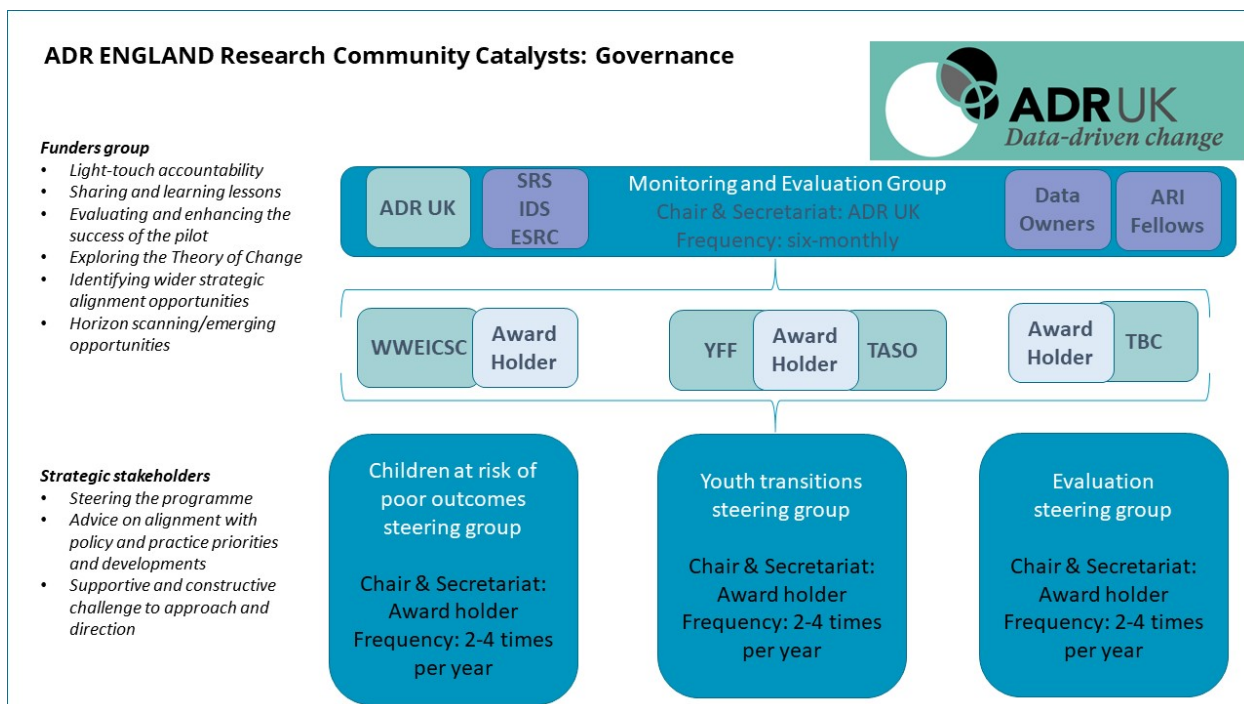 ADR ENGLAND Research Community Catalysts: Governance
ADR UK
Data-driven change
Funders group
• Light-touch accountability
• Sharing and learning lessons
• Evaluating and enhancing the
success of the pilot
• Exploring the Theory of Change
• Identifying wider strategic
alignment opportunities
• Horizon scanning/emerging
opportunities
ADR UK
SRS
IDS
ESRC
Monitoring and Evaluation Group
Chair & Secretariat: ADR UK
Frequency: six-monthly
Data
Owners
ARI
Fellows
WWEICSC
Award
Holder
YFF
Award
Holder
TASO
Award
Holder
TBC
Strategic stakeholders
• Steering the programme
• Advice on alignment with
policy and practice priorities
and developments
• Supportive and constructive
challenge to approach and
direction
Children at risk of
poor outcomes
steering group
Chair & Secretariat:
Award holder
Frequency: 2-4 times
per year
Youth transitions
steering group
Chair & Secretariat:
Award holder
Frequency: 2-4 times
per year
Evaluation
steering group
Chair & Secretariat:
Award holder
Frequency: 2-4 times
per year